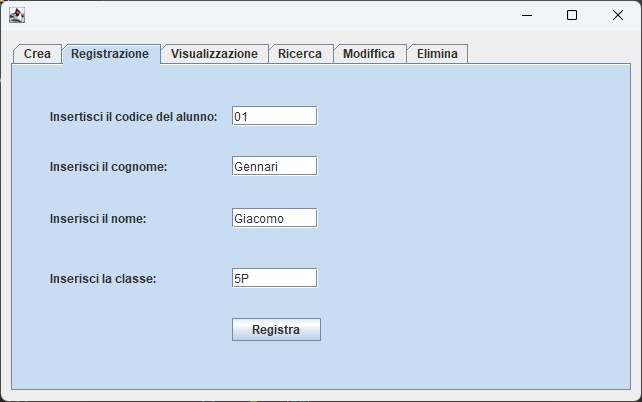 Crea Registrazione Visualizzazione Ricerca Modiffica Elimina
Insertisci il codice del alunno: 01
Inserisci il cognome: Gennari
Inserisci il nome: Giacomo
Inserisci la classe: 5P
Registra